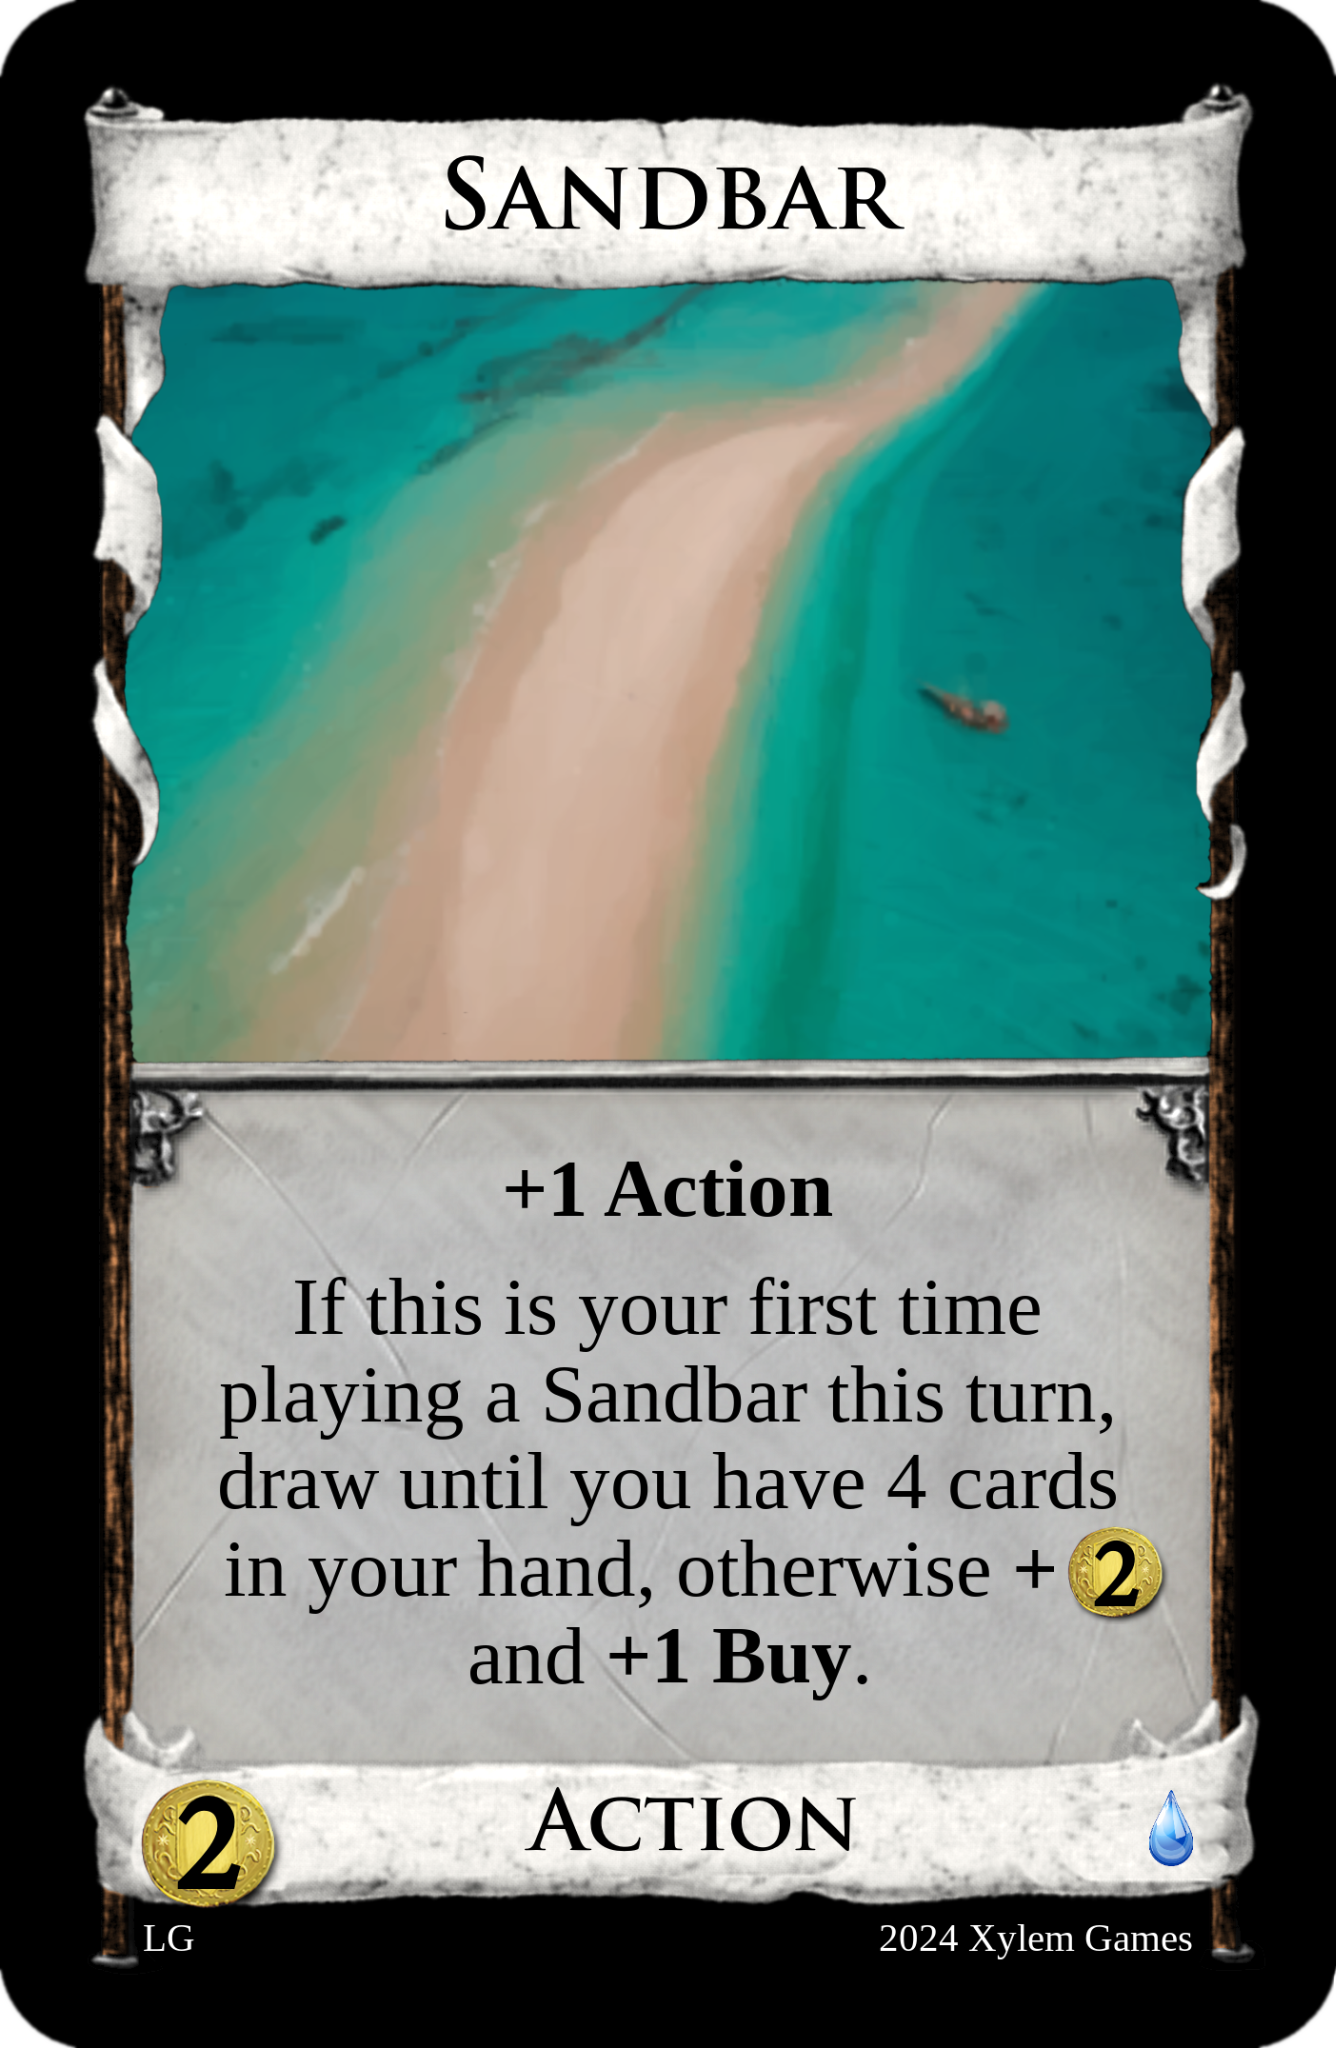 Sandbar
+1 Action
If this is your first time
playing a Sandbar this turn,
draw until you have 4 cards
in your hand, otherwise +2
and +1 Buy.
2 Action
LG 2024 Xylem Games